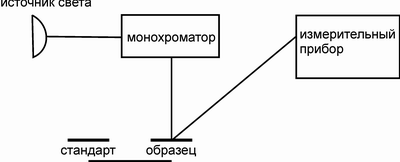 источник света
монохроматор
измерительный
прибор
стандарт
образец